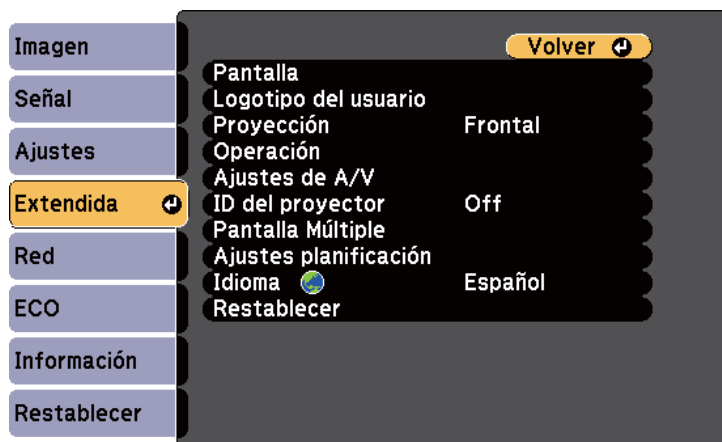 Imagen
Señal
Ajustes
Extendida
Red
ECO
Información
Restablecer
Volver
Pantalla
Logotipo del usuario
Proyección Frontal
Operación
Ajustes de A/V
ID del proyector Off
Pantalla Múltiple
Ajustes planificación
Idioma Español
Restablecer